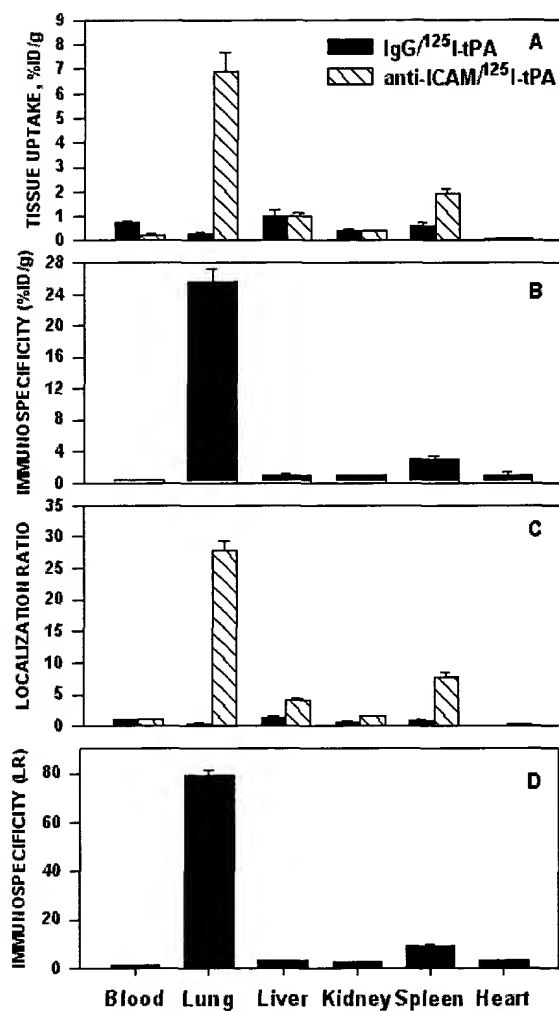 9
8
7
6
5
4
3
2
1
0
TISSUE UPTAKE, %ID/g
IgG/¹²⁵I-tPA
anti-ICAM/¹²⁵I-tPA
A
28
24
20
16
12
8
4
0
IMMUNOSPECIFICITY (%ID/g)
B
35
30
25
20
15
10
5
0
LOCALIZATION RATIO
C
80
60
40
20
0
IMMUNOSPECIFICITY (LR)
D
Blood Lung Liver Kidney Spleen Heart